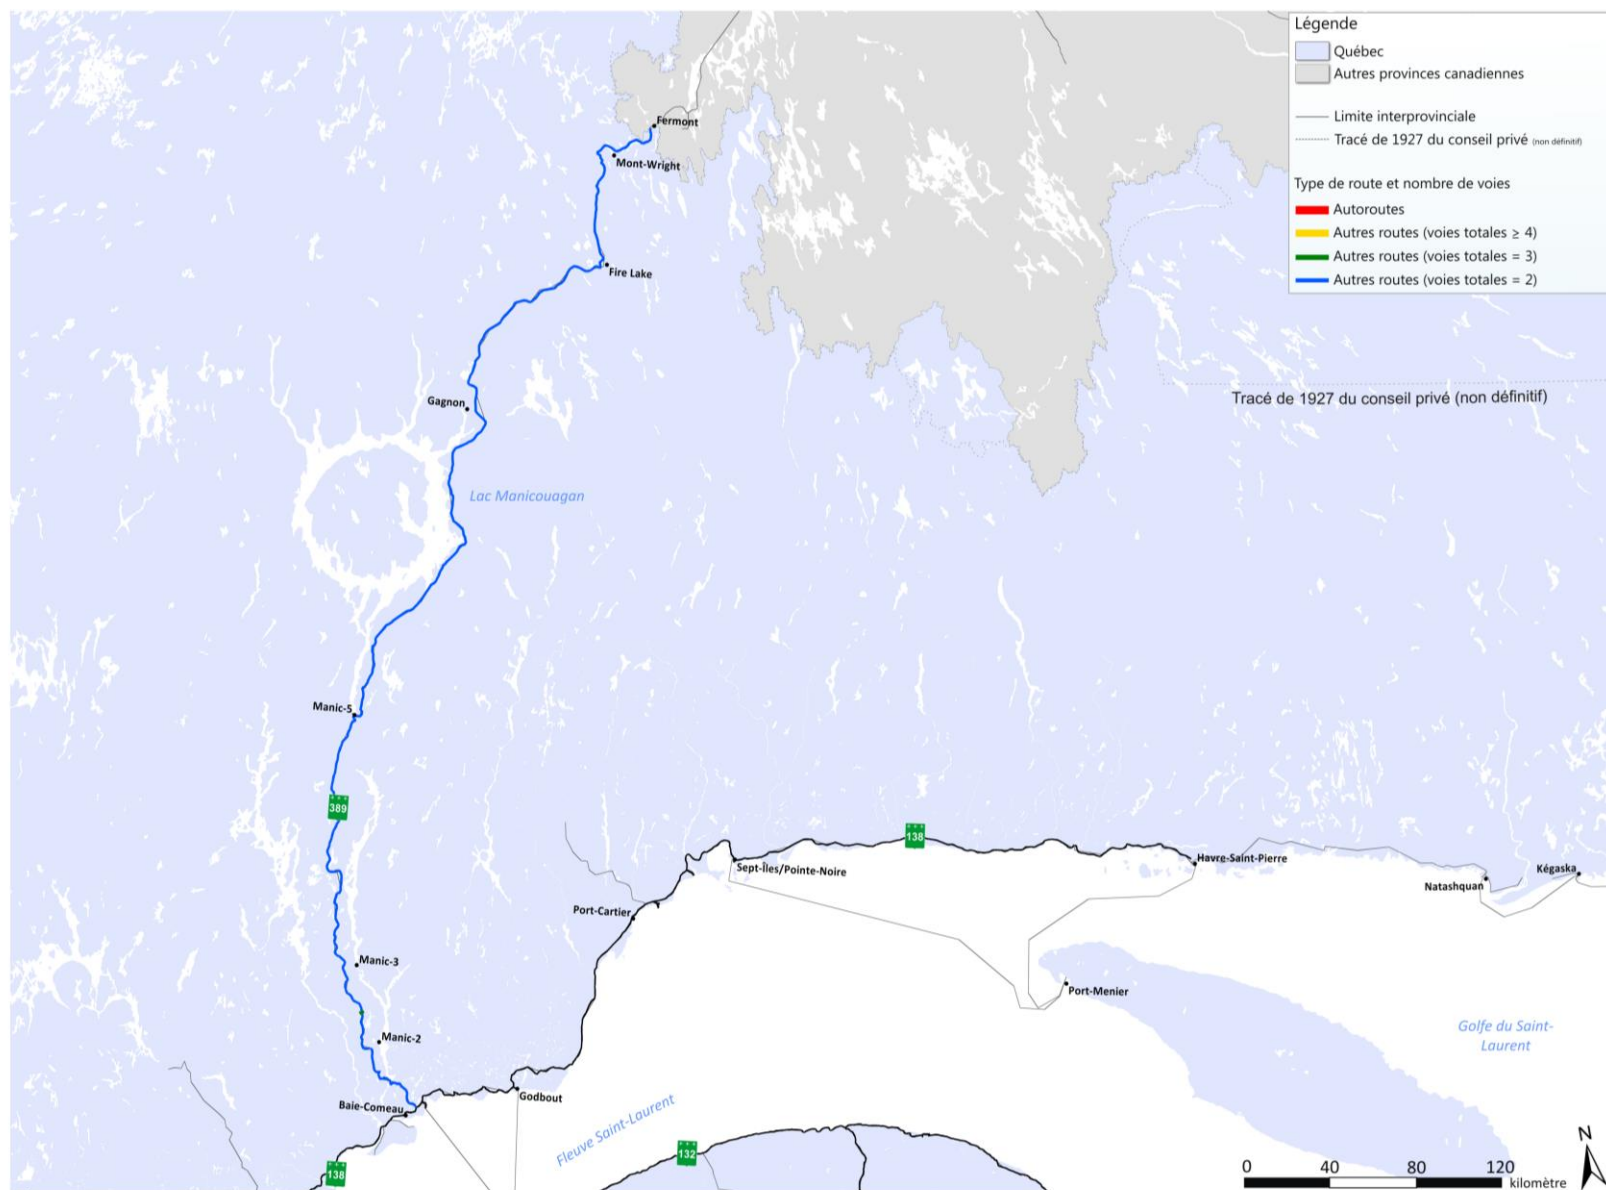 Légende
Québec
Autres provinces canadiennes
Limite interprovinciale
Tracé de 1927 du conseil privé (non définitif)
Type de route et nombre de voies
Autoroutes
Autres routes (voies totales ≥ 4)
Autres routes (voies totales = 3)
Autres routes (voies totales = 2)
Fermont
Mont-Wright
Fire Lake
Tracé de 1927 du conseil privé (non définitif)
Gagnon
Lac Manicouagan
Manic-5
389
138
Sept-Îles/Pointe-Noire
Havre-Saint-Pierre
Kégaska
Natashquan
Port-Cartier
Manic-3
Port-Menier
Golfe du Saint-
Laurent
Manic-2
Godbout
Baie-Comeau
Fleuve Saint-Laurent
132
138
N
0 40 80 120
kilomètre